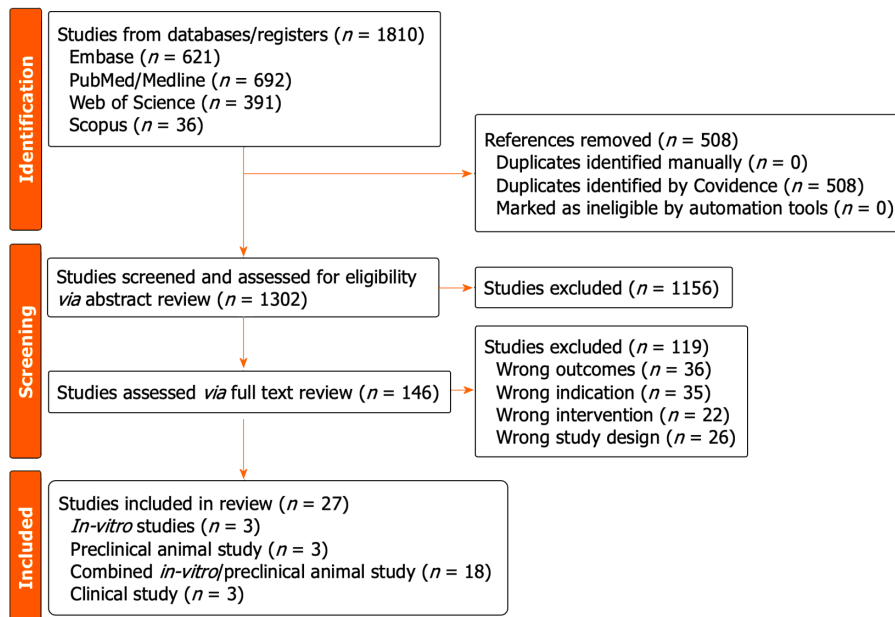 Identification
Studies from databases/registers (n = 1810)
Embase (n = 621)
PubMed/Medline (n = 692)
Web of Science (n = 391)
Scopus (n = 36)
References removed (n = 508)
Duplicates identified manually (n = 0)
Duplicates identified by Covidence (n = 508)
Marked as ineligible by automation tools (n = 0)
Screening
Studies screened and assessed for eligibility
via abstract review (n = 1302)
Studies excluded (n = 1156)
Studies assessed via full text review (n = 146)
Studies excluded (n = 119)
Wrong outcomes (n = 36)
Wrong indication (n = 35)
Wrong intervention (n = 22)
Wrong study design (n = 26)
Included
Studies included in review (n = 27)
In-vitro studies (n = 3)
Preclinical animal study (n = 3)
Combined in-vitro/preclinical animal study (n = 18)
Clinical study (n = 3)